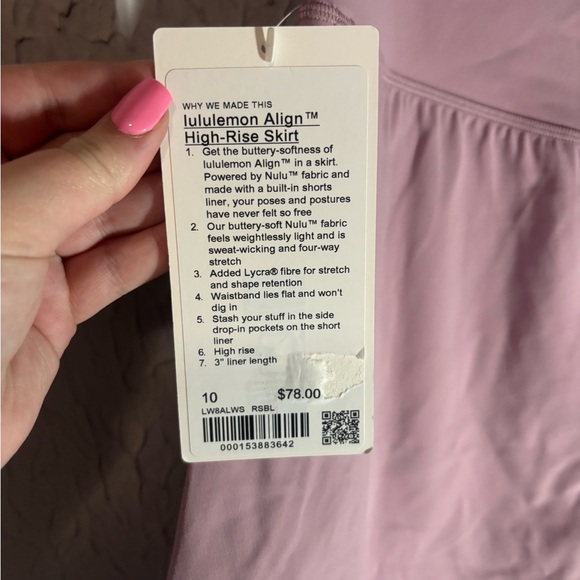 WHY WE MADE THIS
lululemon Align™
High-Rise Skirt
1. Get the buttery-softness of
lululemon Align™ in a skirt.
Powered by Nulu™ fabric and
made with a built-in shorts
liner, your poses and postures
have never felt so free
2. Our buttery-soft Nulu™ fabric
feels weightlessly light and is
sweat-wicking and four-way
stretch
3. Added Lycra® fibre for stretch
and shape retention
4. Waistband lies flat and won't
dig in
5. Stash your stuff in the side
drop-in pockets on the short
liner
6. High rise
7. 3" liner length
10 $78.00
LW8ALWS RSBL
000153883642